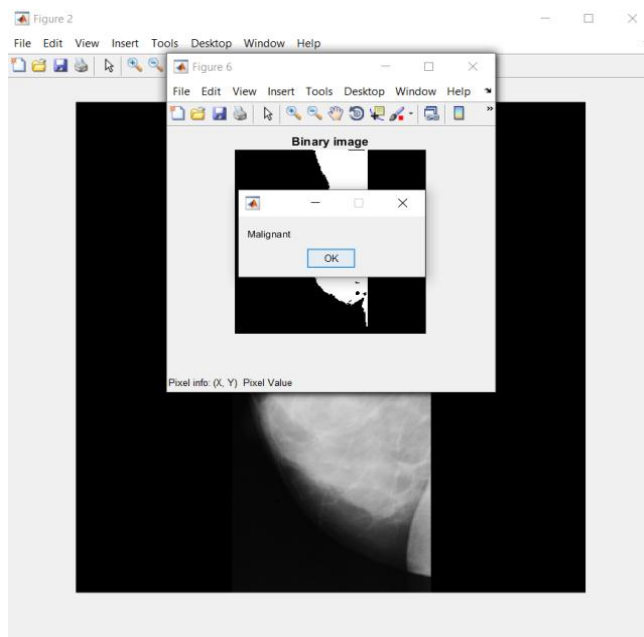 Figure 2
File Edit View Insert Tools Desktop Window Help
Figure 6
File Edit View Insert Tools Desktop Window Help
Binary image
Malignant
OK
Pixel info: (X, Y) Pixel Value